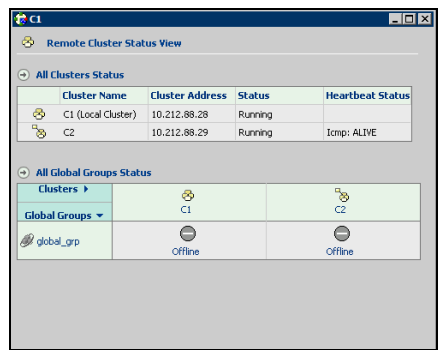 C1
Remote Cluster Status View
All Clusters Status
Cluster Name Cluster Address Status Heartbeat Status
C1 (Local Cluster) 10.212.88.28 Running
C2 10.212.88.29 Running Icmp: ALIVE
All Global Groups Status
Clusters
C1 C2
Global Groups
global_grp
Offline Offline